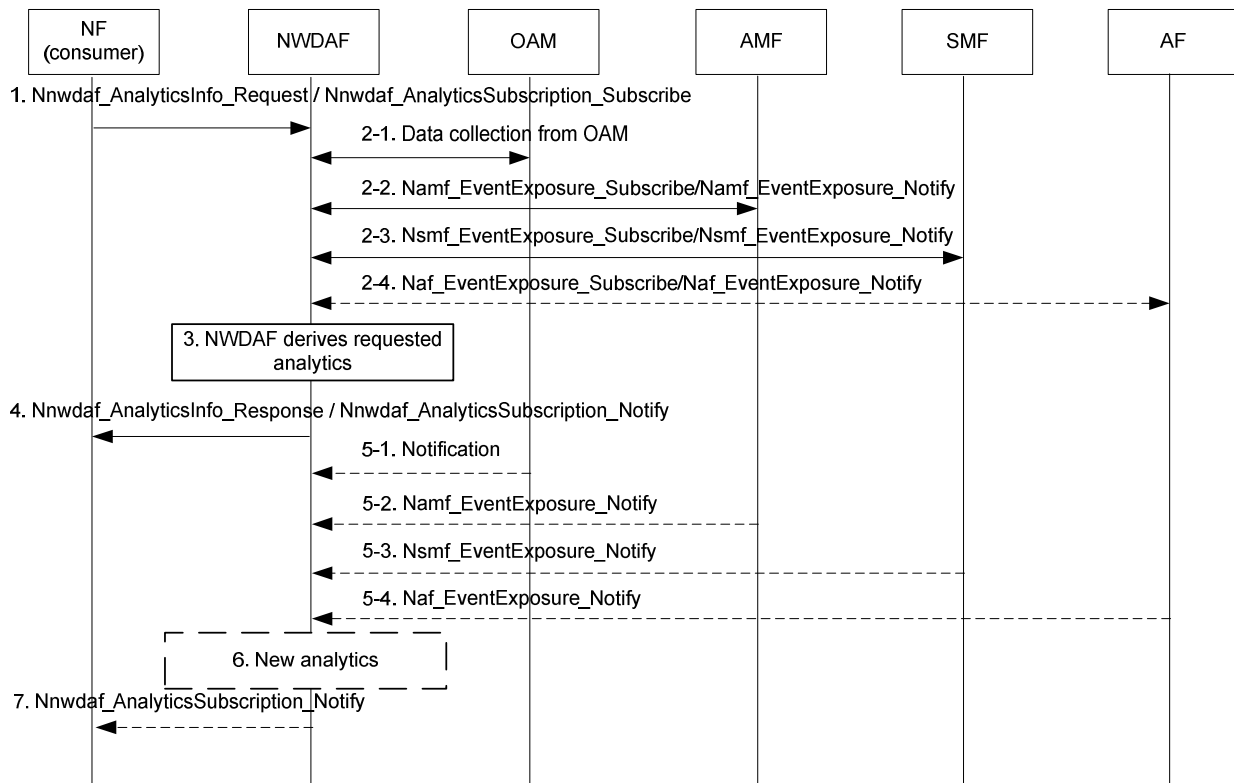 NF
(consumer)
NWDAF
OAM
AMF
SMF
AF
1. Nnwdaf_AnalyticsInfo_Request / Nnwdaf_AnalyticsSubscription_Subscribe
2-1. Data collection from OAM
2-2. Namf_EventExposure_Subscribe/Namf_EventExposure_Notify
2-3. Nsmf_EventExposure_Subscribe/Nsmf_EventExposure_Notify
2-4. Naf_EventExposure_Subscribe/Naf_EventExposure_Notify
3. NWDAF derives requested
analytics
4. Nnwdaf_AnalyticsInfo_Response / Nnwdaf_AnalyticsSubscription_Notify
5-1. Notification
5-2. Namf_EventExposure_Notify
5-3. Nsmf_EventExposure_Notify
5-4. Naf_EventExposure_Notify
6. New analytics
7. Nnwdaf_AnalyticsSubscription_Notify